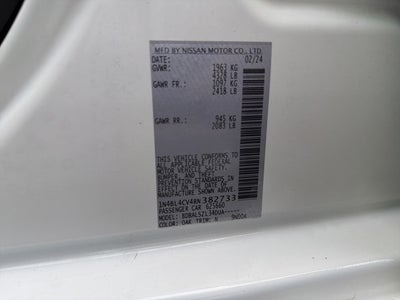 MFD BY NISSAN MOTOR CO., LTD.
DATE: 02/24
GVWR: 1963 KG
4328 LB
GAWR FR.: 1097 KG
2418 LB
GAWR RR.: 945 KG
2083 LB
THIS VEHICLE CONFORMS TO
ALL APPLICABLE FEDERAL
MOTOR VEHICLE SAFETY,
BUMPER, AND THEFT
PREVENTION STANDARDS
IN EFFECT ON THE DATE OF
MANUFACTURE SHOWN ABOVE.
1N4BL4CV4RN382733
PASSENGER CAR
COLOR: QAK TRIM: N